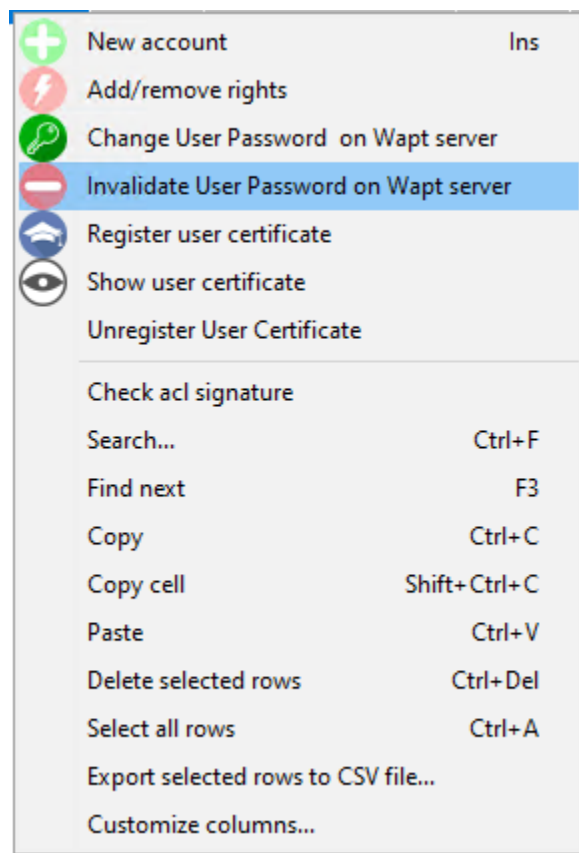 New account Ins
Add/remove rights
Change User Password  on Wapt server
Invalidate User Password on Wapt server
Register user certificate
Show user certificate
Unregister User Certificate
Check acl signature
Search... Ctrl+F
Find next F3
Copy Ctrl+C
Copy cell Shift+Ctrl+C
Paste Ctrl+V
Delete selected rows Ctrl+Del
Select all rows Ctrl+A
Export selected rows to CSV file...
Customize columns...